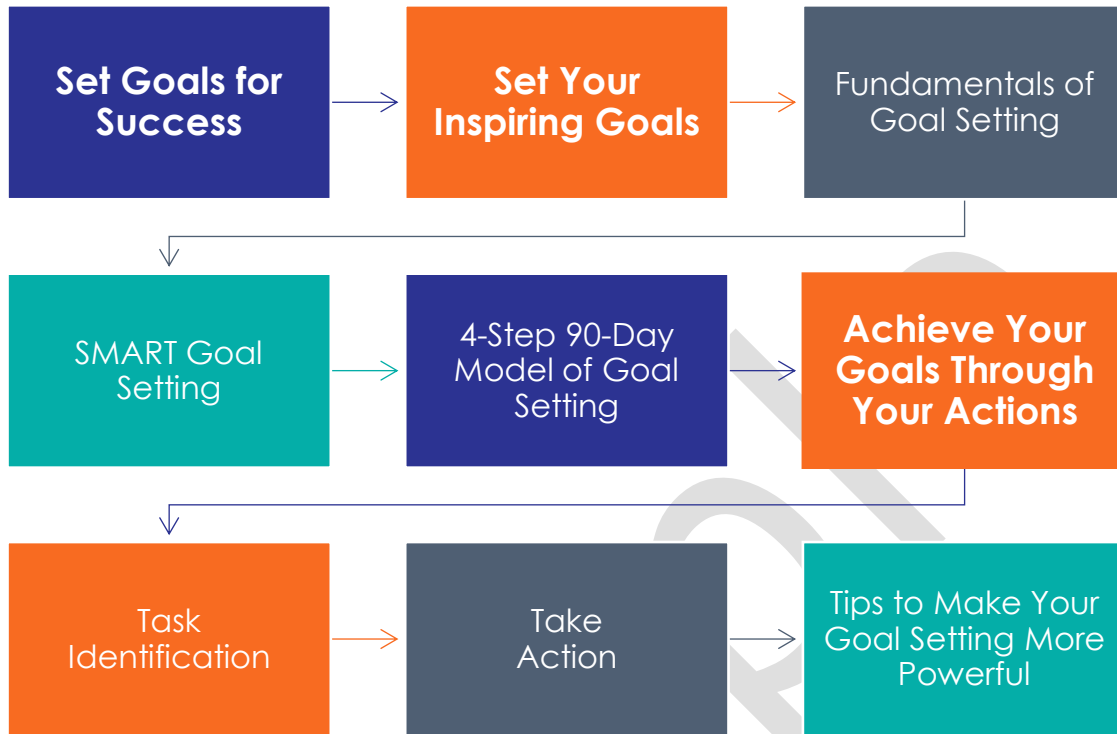 Set Goals for
Success
Set Your
Inspiring Goals
Fundamentals of
Goal Setting
SMART Goal
Setting
4-Step 90-Day
Model of Goal
Setting
Achieve Your
Goals Through
Your Actions
Task
Identification
Take
Action
Tips to Make Your
Goal Setting More
Powerful